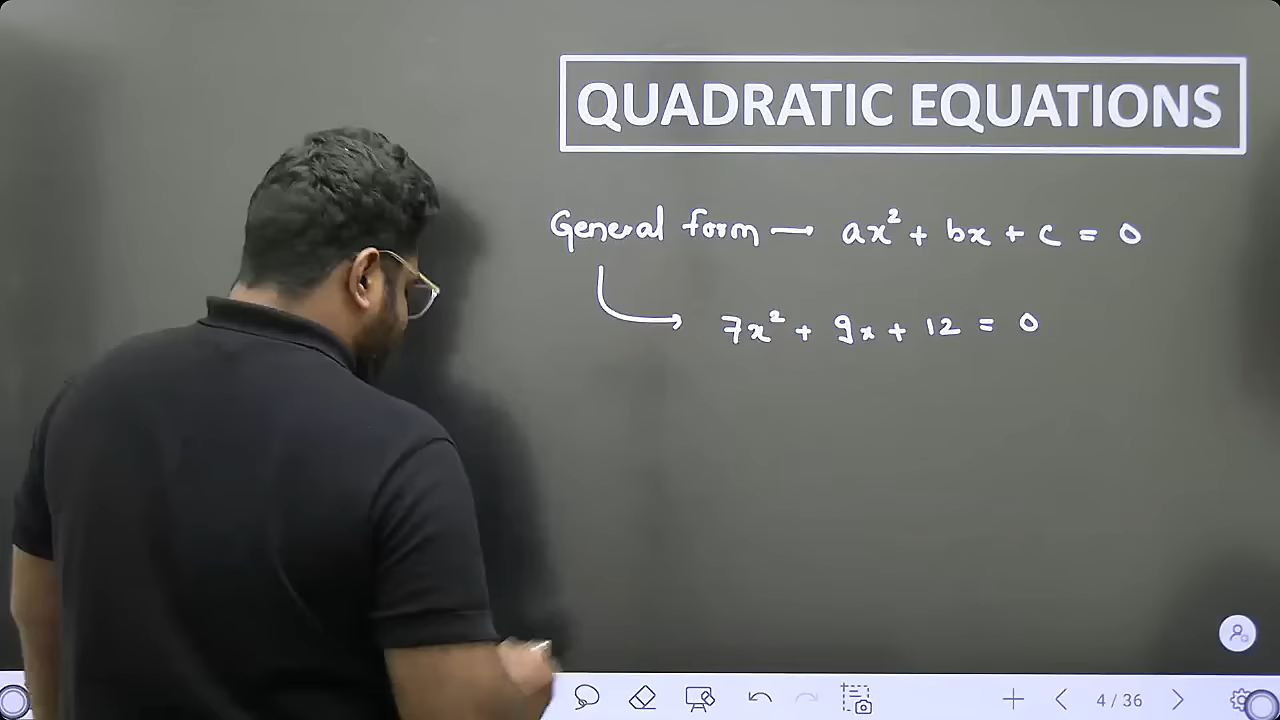 QUADRATIC EQUATIONS
General form → ax² + bx + c = 0
7x² + 9x + 12 = 0
4 / 36